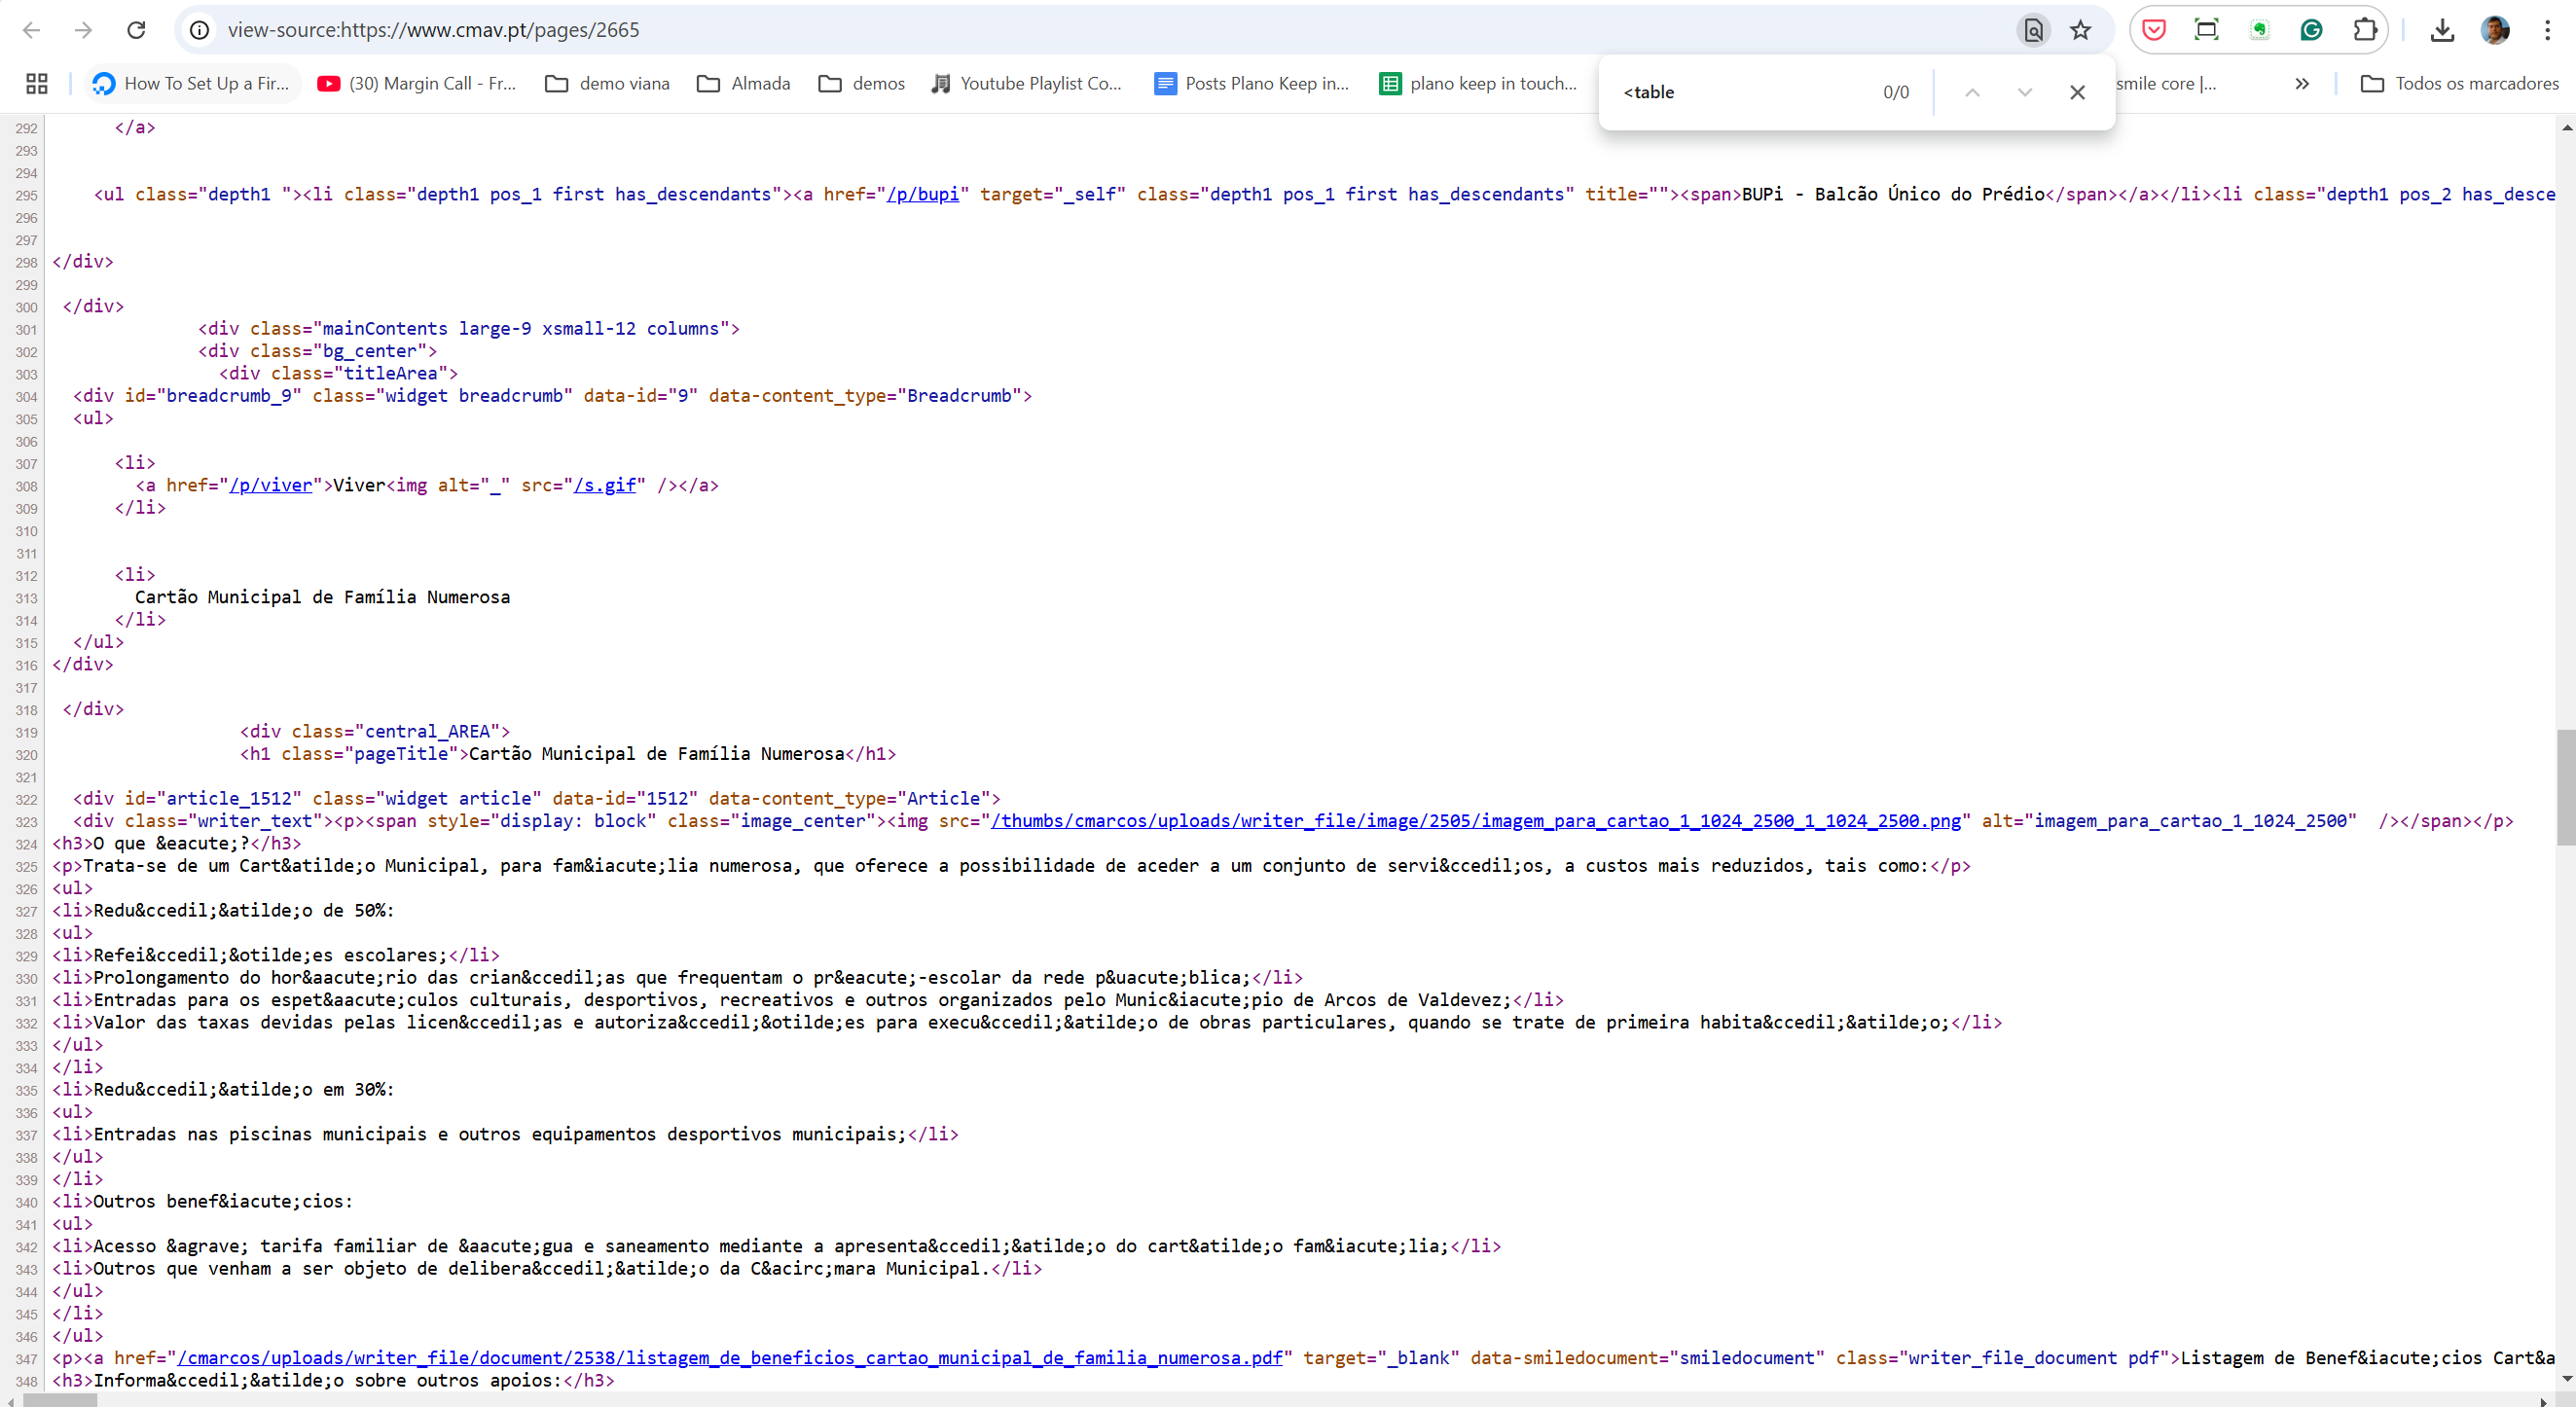 view-source:https://www.cmav.pt/pages/2665
How To Set Up a Fir...
(30) Margin Call - Fr...
demo viana
Almada
demos
Youtube Playlist Co...
Posts Plano Keep in...
plano keep in touch...
smile core |...
»
Todos os marcadores
<table
0/0
292 </a>
293
294
295 <ul class="depth1 "><li class="depth1 pos_1 first has_descendants"><a href="/p/bupi" target="_self" class="depth1 pos_1 first has_descendants" title=""><span>BUPi - Balcão Único do Prédio</span></a></li><li class="depth1 pos_2 has_desce
296
297
298 </div>
299
300 </div>
301 <div class="mainContents large-9 xsmall-12 columns">
302 <div class="bg_center">
303 <div class="titleArea">
304 <div id="breadcrumb_9" class="widget breadcrumb" data-id="9" data-content_type="Breadcrumb">
305 <ul>
306
307 <li>
308 <a href="/p/viver">Viver<img alt="_" src="/s.gif" /></a>
309 </li>
310
311
312 <li>
313 Cartão Municipal de Família Numerosa
314 </li>
315 </ul>
316 </div>
317
318 </div>
319 <div class="central_AREA">
320 <h1 class="pageTitle">Cartão Municipal de Família Numerosa</h1>
321
322 <div id="article_1512" class="widget article" data-id="1512" data-content_type="Article">
323 <div class="writer_text"><p><span style="display: block" class="image_center"><img src="/thumbs/cmarcos/uploads/writer_file/image/2505/imagem_para_cartao_1_1024_2500_1_1024_2500.png" alt="imagem_para_cartao_1_1024_2500" /></span></p>
324 <h3>O que &eacute;?</h3>
325 <p>Trata-se de um Cart&atilde;o Municipal, para fam&iacute;lia numerosa, que oferece a possibilidade de aceder a um conjunto de servi&ccedil;os, a custos mais reduzidos, tais como:</p>
326 <ul>
327 <li>Redu&ccedil;&atilde;o de 50%:
328 <ul>
329 <li>Refei&ccedil;&otilde;es escolares;</li>
330 <li>Prolongamento do hor&aacute;rio das crian&ccedil;as que frequentam o pr&eacute;-escolar da rede p&uacute;blica;</li>
331 <li>Entradas para os espet&aacute;culos culturais, desportivos, recreativos e outros organizados pelo Munic&iacute;pio de Arcos de Valdevez;</li>
332 <li>Valor das taxas devidas pelas licen&ccedil;as e autoriza&ccedil;&otilde;es para execu&ccedil;&atilde;o de obras particulares, quando se trate de primeira habita&ccedil;&atilde;o;</li>
333 </ul>
334 </li>
335 <li>Redu&ccedil;&atilde;o em 30%:
336 <ul>
337 <li>Entradas nas piscinas municipais e outros equipamentos desportivos municipais;</li>
338 </ul>
339 </li>
340 <li>Outros benef&iacute;cios:
341 <ul>
342 <li>Acesso &agrave; tarifa familiar de &aacute;gua e saneamento mediante a apresenta&ccedil;&atilde;o do cart&atilde;o fam&iacute;lia;</li>
343 <li>Outros que venham a ser objeto de delibera&ccedil;&atilde;o da C&acirc;mara Municipal.</li>
344 </ul>
345 </li>
346 </ul>
347 <p><a href="/cmarcos/uploads/writer_file/document/2538/listagem_de_beneficios_cartao_municipal_de_familia_numerosa.pdf" target="_blank" data-smiledocument="smiledocument" class="writer_file_document pdf">Listagem de Benef&iacute;cios Cart&a
348 <h3>Informa&ccedil;&atilde;o sobre outros apoios:</h3>